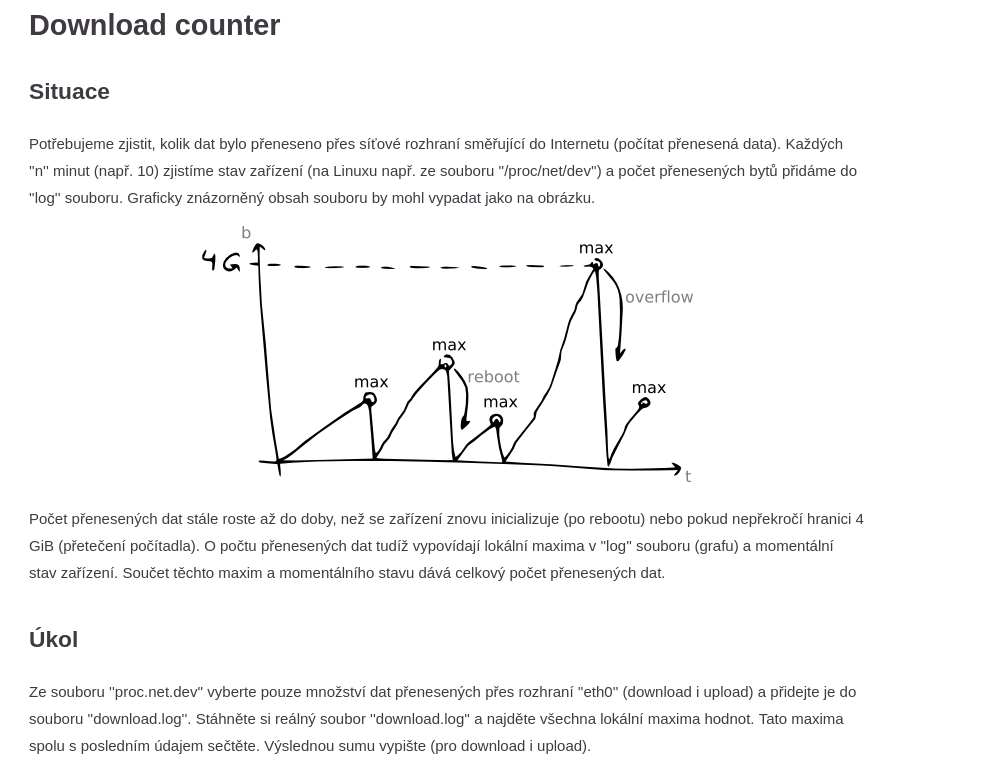 Download counter
Situace
Potřebujeme zjistit, kolik dat bylo přeneseno přes síťové rozhraní směřující do Internetu (počítat přenesená data). Každých
"n" minut (např. 10) zjistíme stav zařízení (na Linuxu např. ze souboru "/proc/net/dev") a počet přenesených bytů přidáme do
"log" souboru. Graficky znázorněný obsah souboru by mohl vypadat jako na obrázku.
b
max
4G
overflow
max
reboot
max
max
max
t
Počet přenesených dat stále roste až do doby, než se zařízení znovu inicializuje (po rebootu) nebo pokud nepřekročí hranici 4
GiB (přetečení počítadla). O počtu přenesených dat tudíž vypovídají lokální maxima v "log" souboru (grafu) a momentální
stav zařízení. Součet těchto maxim a momentálního stavu dává celkový počet přenesených dat.
Úkol
Ze souboru "proc.net.dev" vyberte pouze množství dat přenesených přes rozhraní "eth0" (download i upload) a přidejte je do
souboru "download.log". Stáhněte si reálný soubor "download.log" a najděte všechna lokální maxima hodnot. Tato maxima
spolu s posledním údajem sečtěte. Výslednou sumu vypište (pro download i upload).